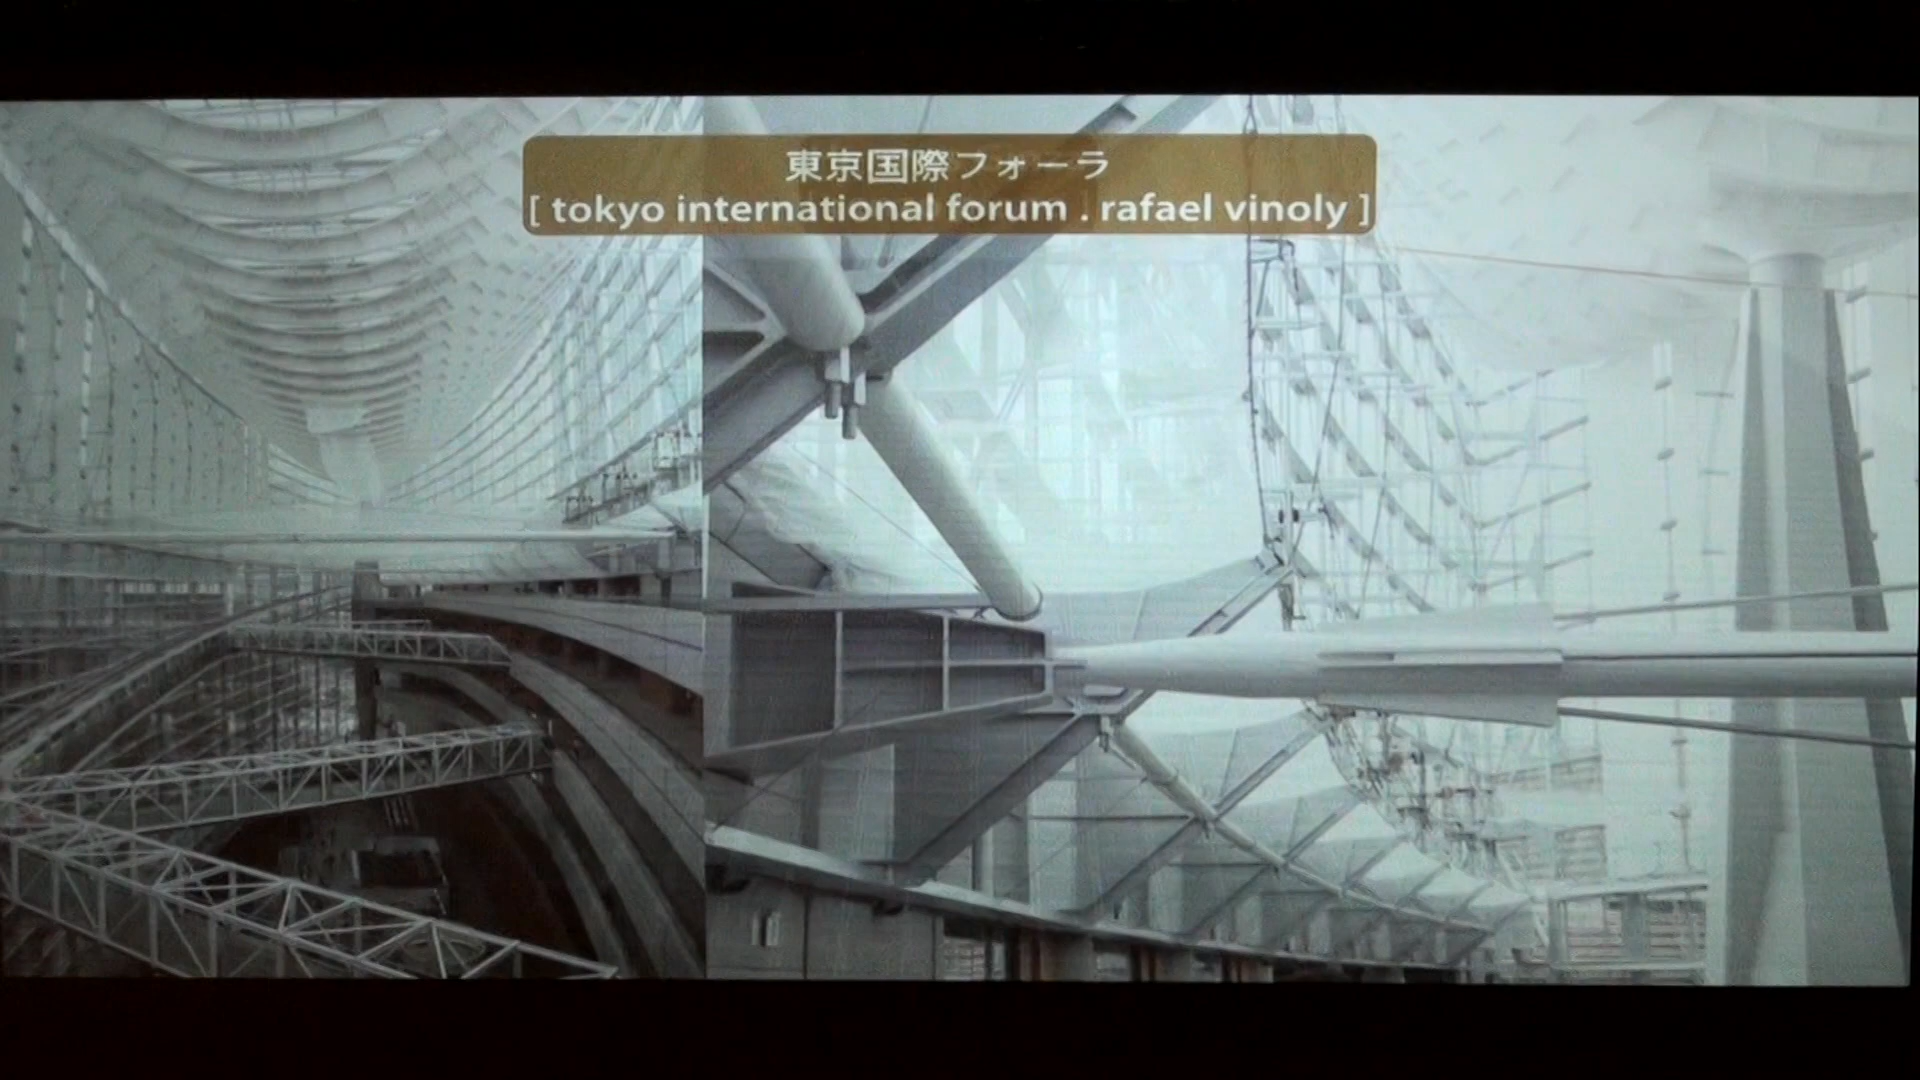 東京国際フォーラ
[ tokyo international forum . rafael vinoly ]